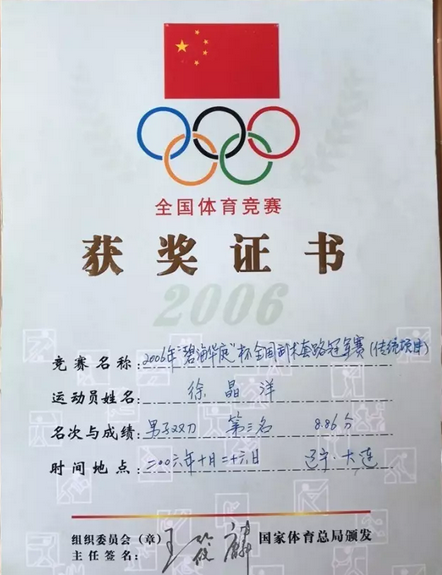 全国体育竞赛
获奖证书
2006
竞赛名称：2006年"碧海华庭"杯全国武术套路冠军赛(传统项目)
运动员姓名：徐晶洋
名次与成绩：男子双刀 第三名 8.86分
时间地点：二〇〇六年十月二十六日 辽宁·大连
组织委员会（章）
主任签名：王筱麟
国家体育总局颁发